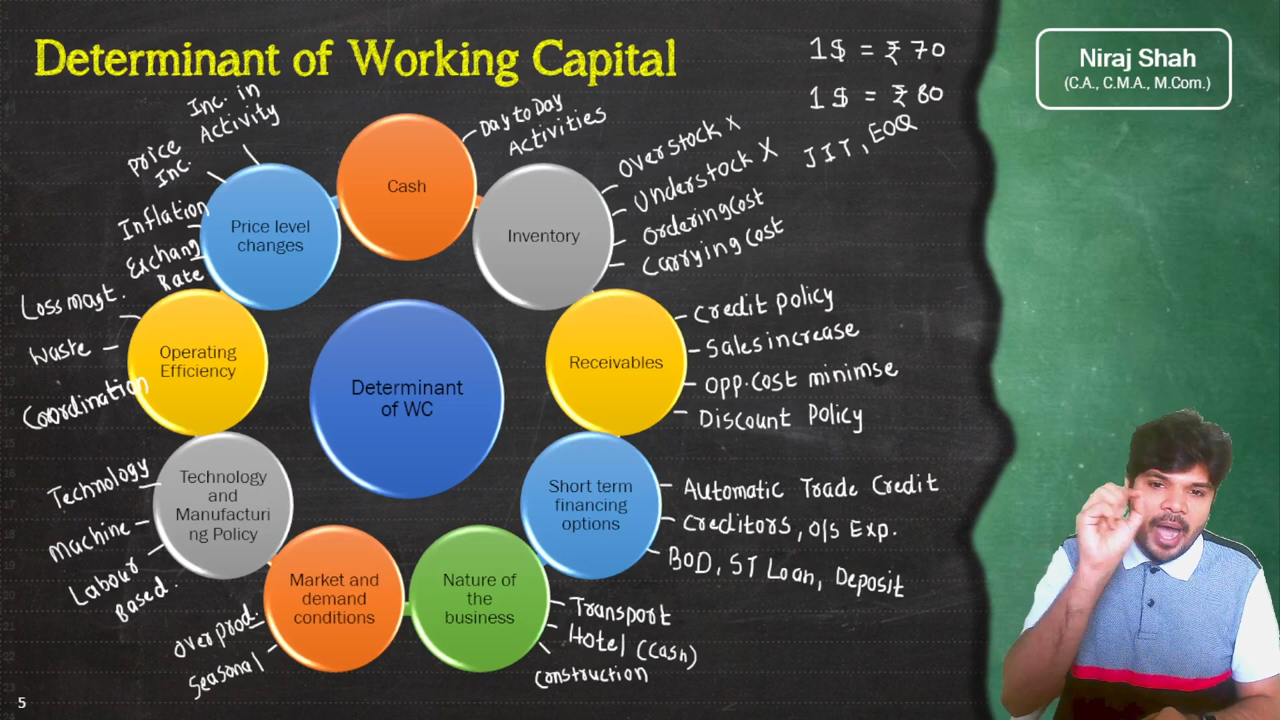 Determinant of Working Capital
1$ = ₹ 70
1$ = ₹ 80
JIT, EOQ
Niraj Shah
(C.A., C.M.A., M.Com.)
Cash
Day to Day
Activities
Inventory
Overstock X
Understock X
Ordering cost
Carrying cost
Receivables
Credit policy
Sales increase
Opp. cost minimse
Discount Policy
Short term
financing
options
Automatic Trade Credit
Creditors, O/S Exp.
BOD, ST Loan, Deposit
Nature of
the
business
Transport
Hotel (Cash)
Construction
Market and
demand
conditions
Over prod.
Seasonal
Technology
and
Manufacturi
ng Policy
Technology
Machine
Labour
Based.
Operating
Efficiency
Loss magt.
Waste
Coordination
Price level
changes
Inc. in
Activity
Price
Inc.
Inflation
Exchang
Rate
Determinant
of WC
5